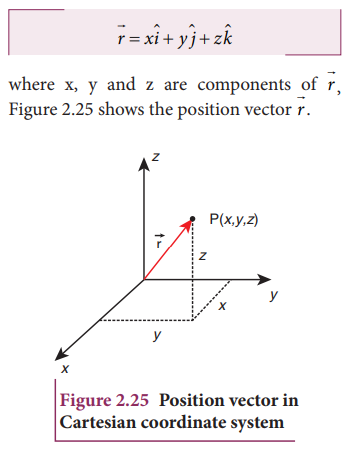 r⃗ = xî + yĵ + zk̂
where x, y and z are components of r⃗,
Figure 2.25 shows the position vector r⃗.
z
P(x,y,z)
r⃗
z
x
y
y
x
Figure 2.25 Position vector in
Cartesian coordinate system